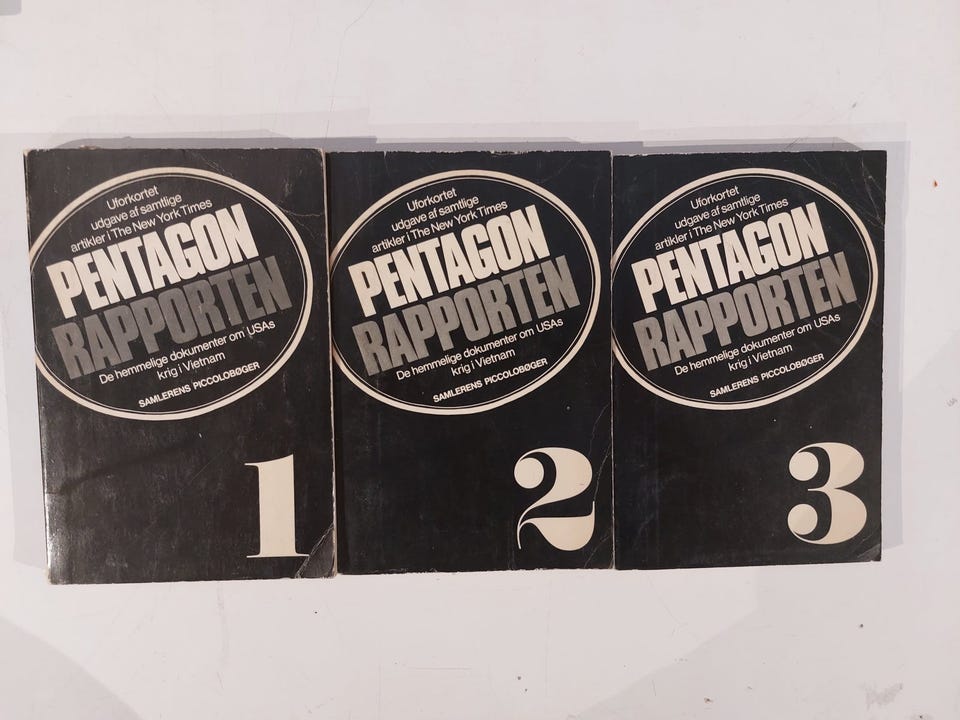 Uforkortet
udgave af samtlige
artikler i The New York Times
PENTAGON
RAPPORTEN
De hemmelige dokumenter om USAs
krig i Vietnam
SAMLERENS PICCOLOBØGER
1
Uforkortet
udgave af samtlige
artikler i The New York Times
PENTAGON
RAPPORTEN
De hemmelige dokumenter om USAs
krig i Vietnam
SAMLERENS PICCOLOBØGER
2
Uforkortet
udgave af samtlige
artikler i The New York Times
PENTAGON
RAPPORTEN
De hemmelige dokumenter om USAs
krig i Vietnam
SAMLERENS PICCOLOBØGER
3